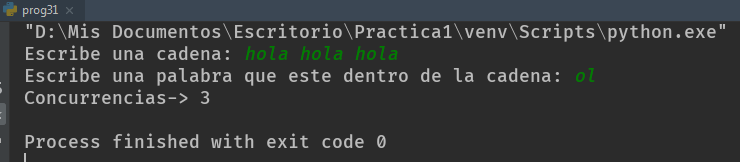 prog31
"D:\Mis Documentos\Escritorio\Practica1\venv\Scripts\python.exe"
Escribe una cadena: hola hola hola
Escribe una palabra que este dentro de la cadena: ol
Concurrencias-> 3
Process finished with exit code 0